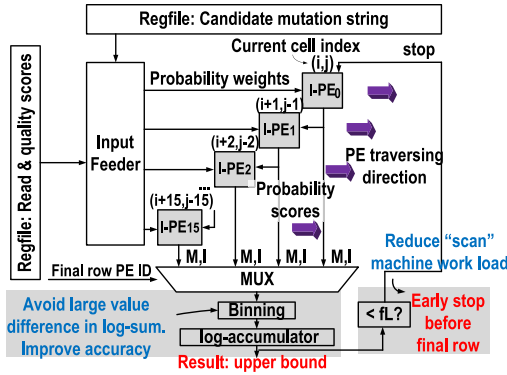 Regfile: Candidate mutation string
Regfile: Read & quality scores
Current cell index
stop
(i,j)
Probability weights
I-PE0
(i+1,j-1)
I-PE1
Input
Feeder
(i+2,j-2)
I-PE2
PE traversing
direction
...
(i+15,j-15)
Probability
scores
I-PE15
M,I
M,I
M,I
M,I
Reduce “scan”
machine work load
Final row PE ID
MUX
Avoid large value
difference in log-sum.
Improve accuracy
Binning
log-accumulator
< fL?
Early stop
before
final row
Result: upper bound